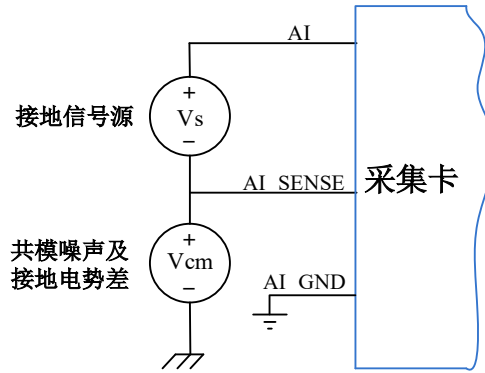 AI
+
接地信号源
Vs
−
AI SENSE
采集卡
+
共模噪声及
接地电势差
Vcm
−
AI GND